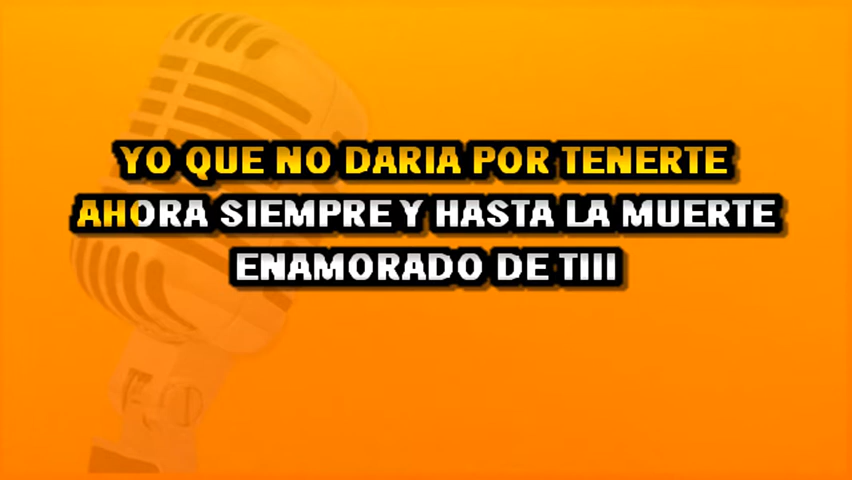 YO QUE NO DARIA POR TENERTE
AHORA SIEMPRE Y HASTA LA MUERTE
ENAMORADO DE TIII